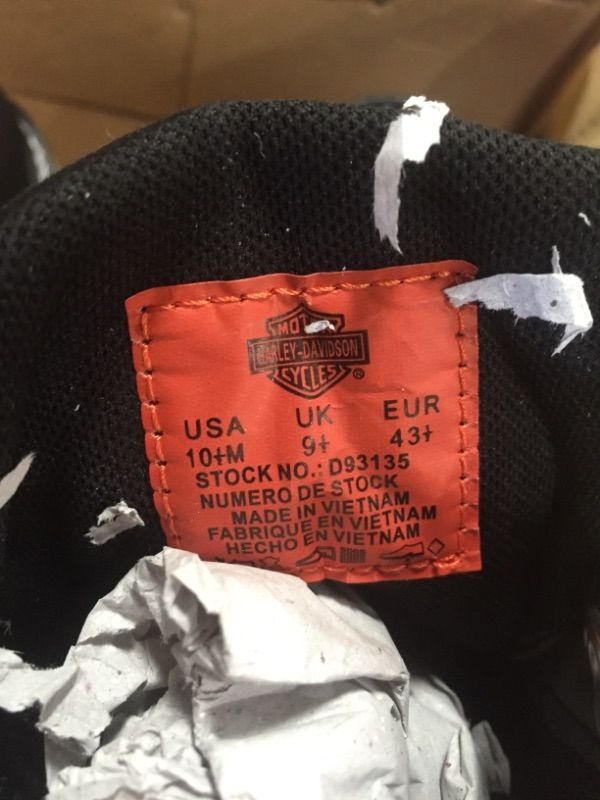 HARLEY-DAVIDSON
CYCLES ®
USA UK EUR
10½M 9½ 43½
STOCK NO.: D93135
NUMERO DE STOCK
MADE IN VIETNAM
FABRIQUE EN VIETNAM
HECHO EN VIETNAM